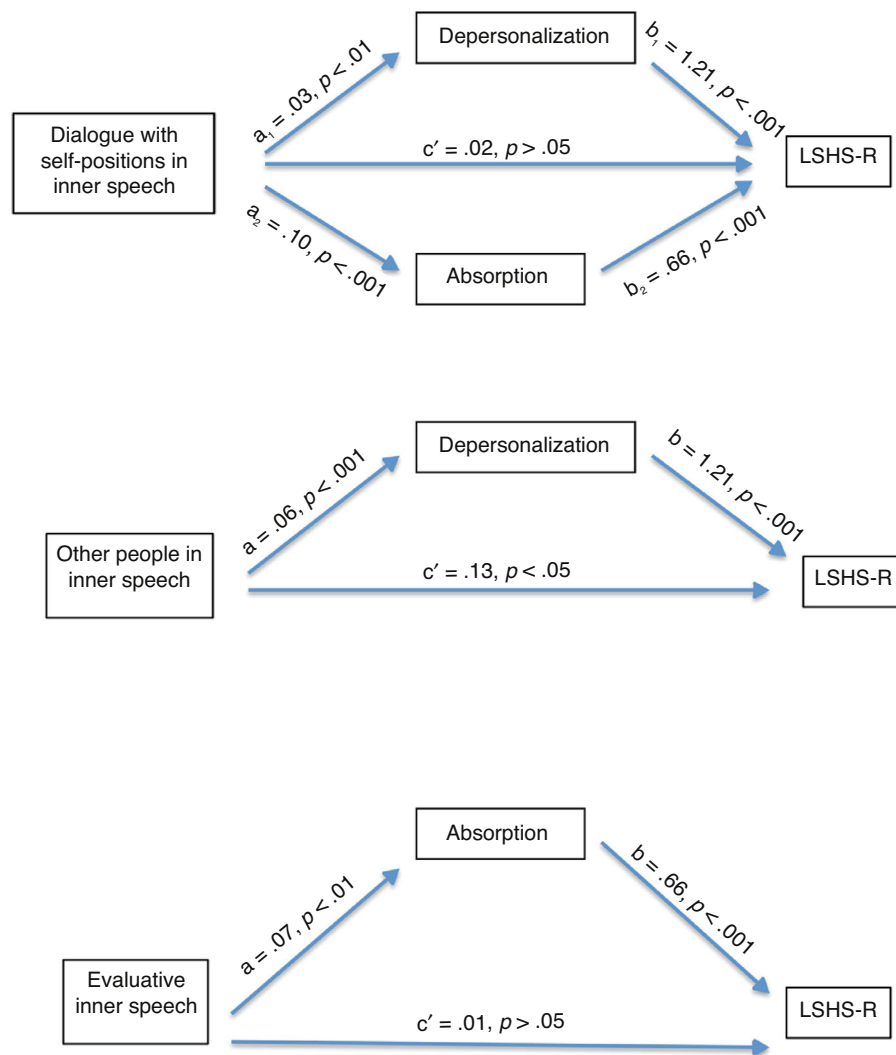 Depersonalization
a₁ = .03, p < .01
b₁ = 1.21, p < .001
Dialogue with
self-positions in
inner speech
c′ = .02, p > .05
LSHS-R
a₂ = .10, p < .001
b₂ = .66, p < .001
Absorption
Depersonalization
a = .06, p < .001
b = 1.21, p < .001
Other people in
inner speech
c′ = .13, p < .05
LSHS-R
Absorption
a = .07, p < .01
b = .66, p < .001
Evaluative
inner speech
c′ = .01, p > .05
LSHS-R